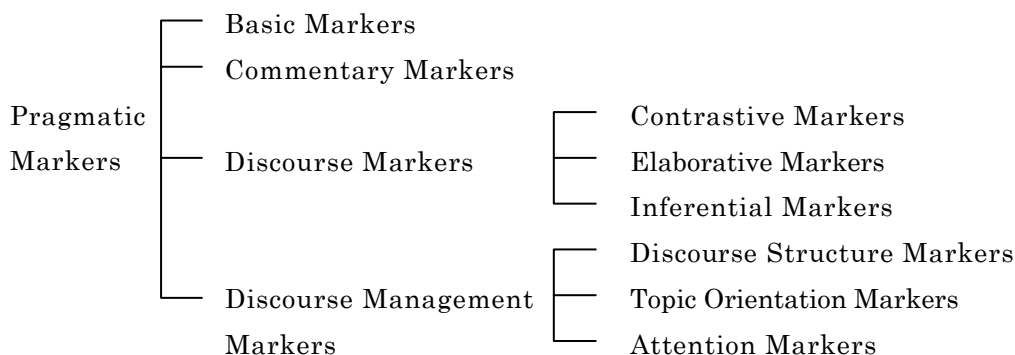 Basic Markers
Commentary Markers
Pragmatic
Markers
Discourse Markers
Contrastive Markers
Elaborative Markers
Inferential Markers
Discourse Management
Markers
Discourse Structure Markers
Topic Orientation Markers
Attention Markers